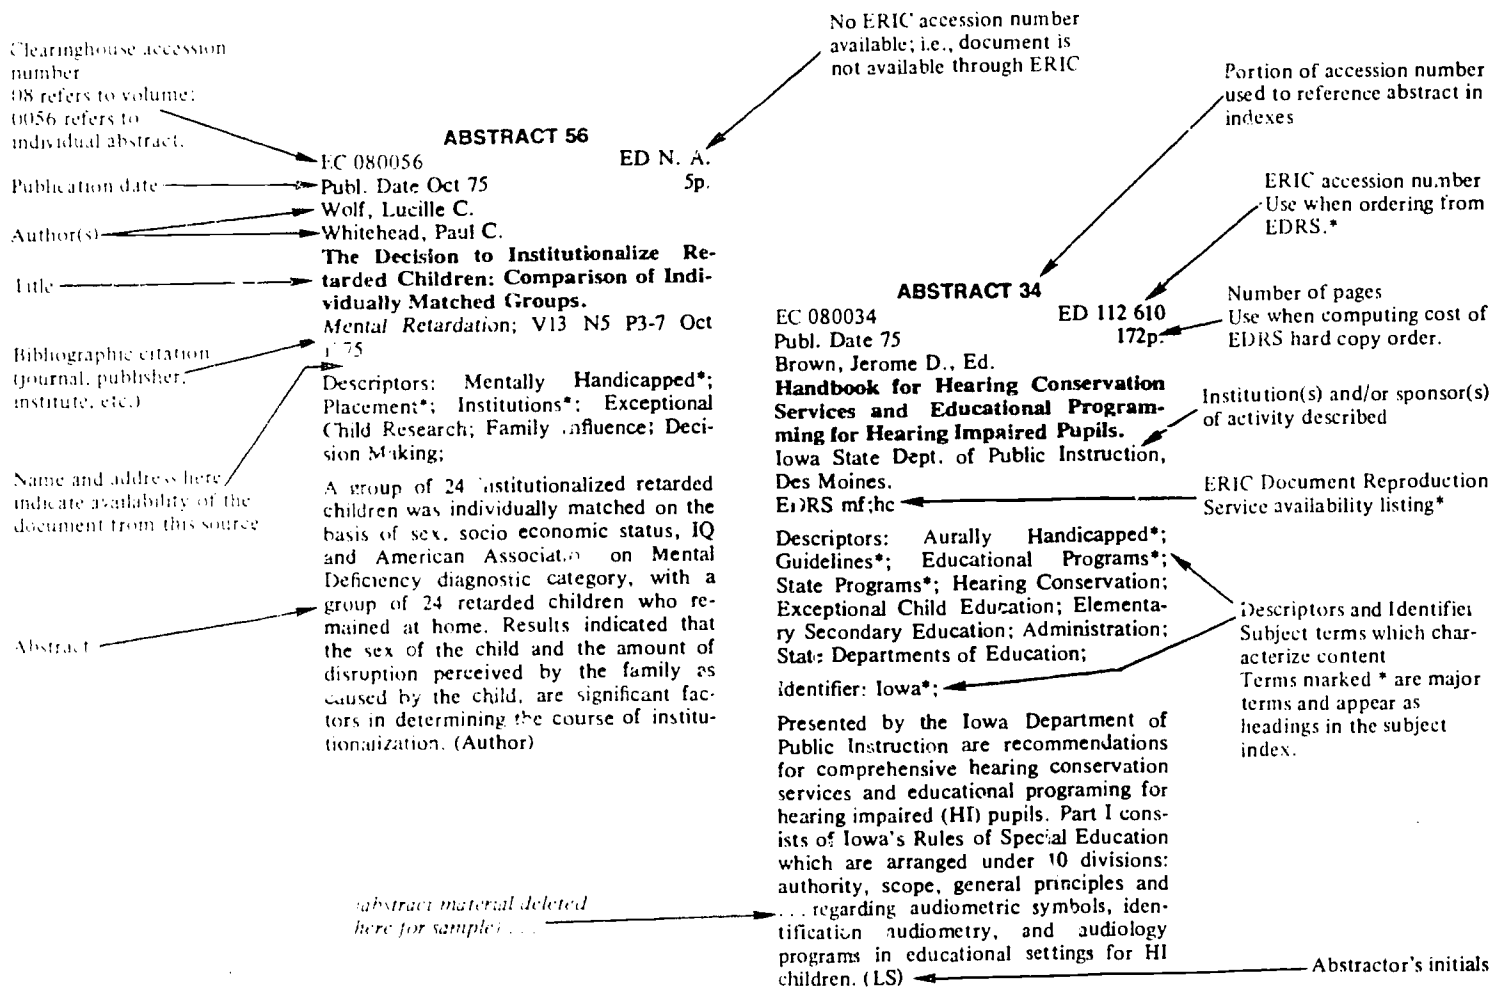 Clearinghouse accession
number
08 refers to volume;
0056 refers to
individual abstract.
Publication date
Author(s)
Title
Bibliographic citation
(journal, publisher,
institute, etc.)
Name and address here
indicate availability of the
document from this source
Abstract
No ERIC accession number
available; i.e., document is
not available through ERIC
ABSTRACT 56
EC 080056 ED N. A.
Publ. Date Oct 75 5p.
Wolf, Lucille C.
Whitehead, Paul C.
The Decision to Institutionalize Re-
tarded Children: Comparison of Indi-
vidually Matched Groups.
Mental Retardation; V13 N5 P3-7 Oct
75
Descriptors: Mentally Handicapped*;
Placement*; Institutions*; Exceptional
Child Research; Family Influence; Deci-
sion Making;
A group of 24 institutionalized retarded
children was individually matched on the
basis of sex, socio economic status, IQ
and American Associat on Mental
Deficiency diagnostic category, with a
group of 24 retarded children who re-
mained at home. Results indicated that
the sex of the child and the amount of
disruption perceived by the family as
caused by the child, are significant fac-
tors in determining the course of institu-
tionalization. (Author)
(abstract material deleted
here for sample) . . .
Portion of accession number
used to reference abstract in
indexes
ERIC accession number
Use when ordering from
EDRS.*
Number of pages
Use when computing cost of
EDRS hard copy order.
Institution(s) and/or sponsor(s)
of activity described
ERIC Document Reproduction
Service availability listing*
Descriptors and Identifier
Subject terms which char-
acterize content
Terms marked * are major
terms and appear as
headings in the subject
index.
Abstractor's initials
ABSTRACT 34
EC 080034 ED 112 610
Publ. Date 75 172p.
Brown, Jerome D., Ed.
Handbook for Hearing Conservation
Services and Educational Program-
ming for Hearing Impaired Pupils.
Iowa State Dept. of Public Instruction,
Des Moines.
EDRS mf;hc
Descriptors: Aurally Handicapped*;
Guidelines*; Educational Programs*;
State Programs*; Hearing Conservation;
Exceptional Child Education; Elementa-
ry Secondary Education; Administration;
State Departments of Education;
Identifier: Iowa*;
Presented by the Iowa Department of
Public Instruction are recommendations
for comprehensive hearing conservation
services and educational programing for
hearing impaired (HI) pupils. Part I cons-
ists of Iowa's Rules of Special Education
which are arranged under 10 divisions:
authority, scope, general principles and
. . . regarding audiometric symbols, iden-
tification audiometry, and audiology
programs in educational settings for HI
children. (LS)